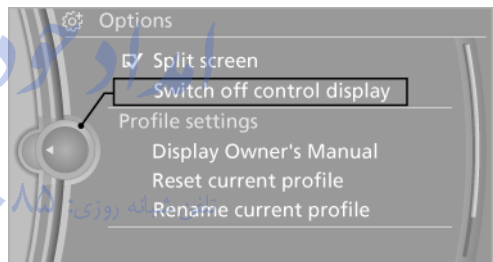 Options
Split screen
Switch off control display
Profile settings
Display Owner's Manual
Reset current profile
Rename current profile